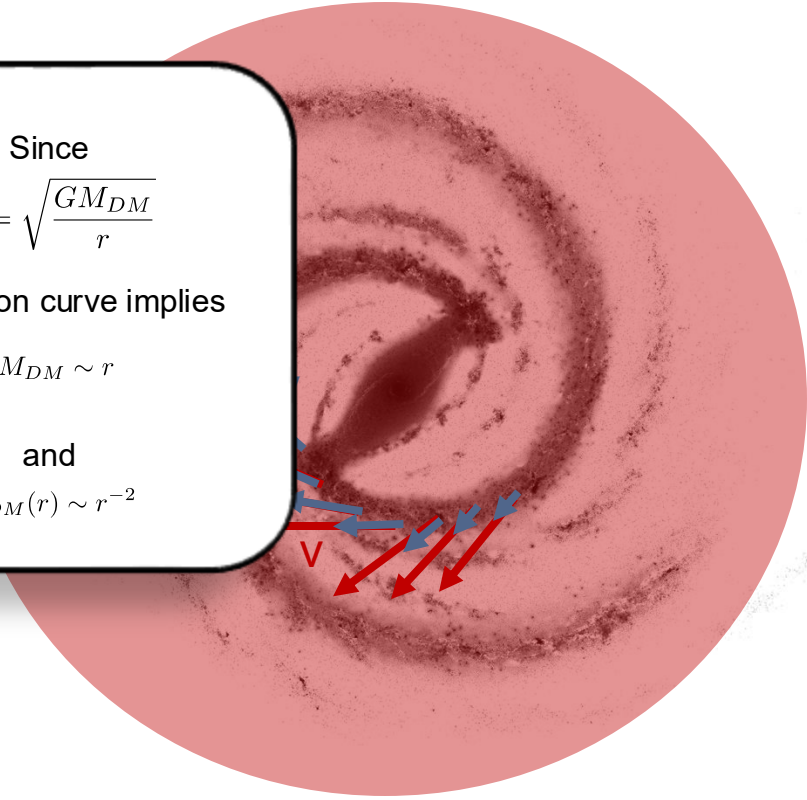 Since
= \sqrt{\frac{GM_{DM}}{r}}
on curve implies
M_{DM} \sim r
and
_{DM}(r) \sim r^{-2}
V